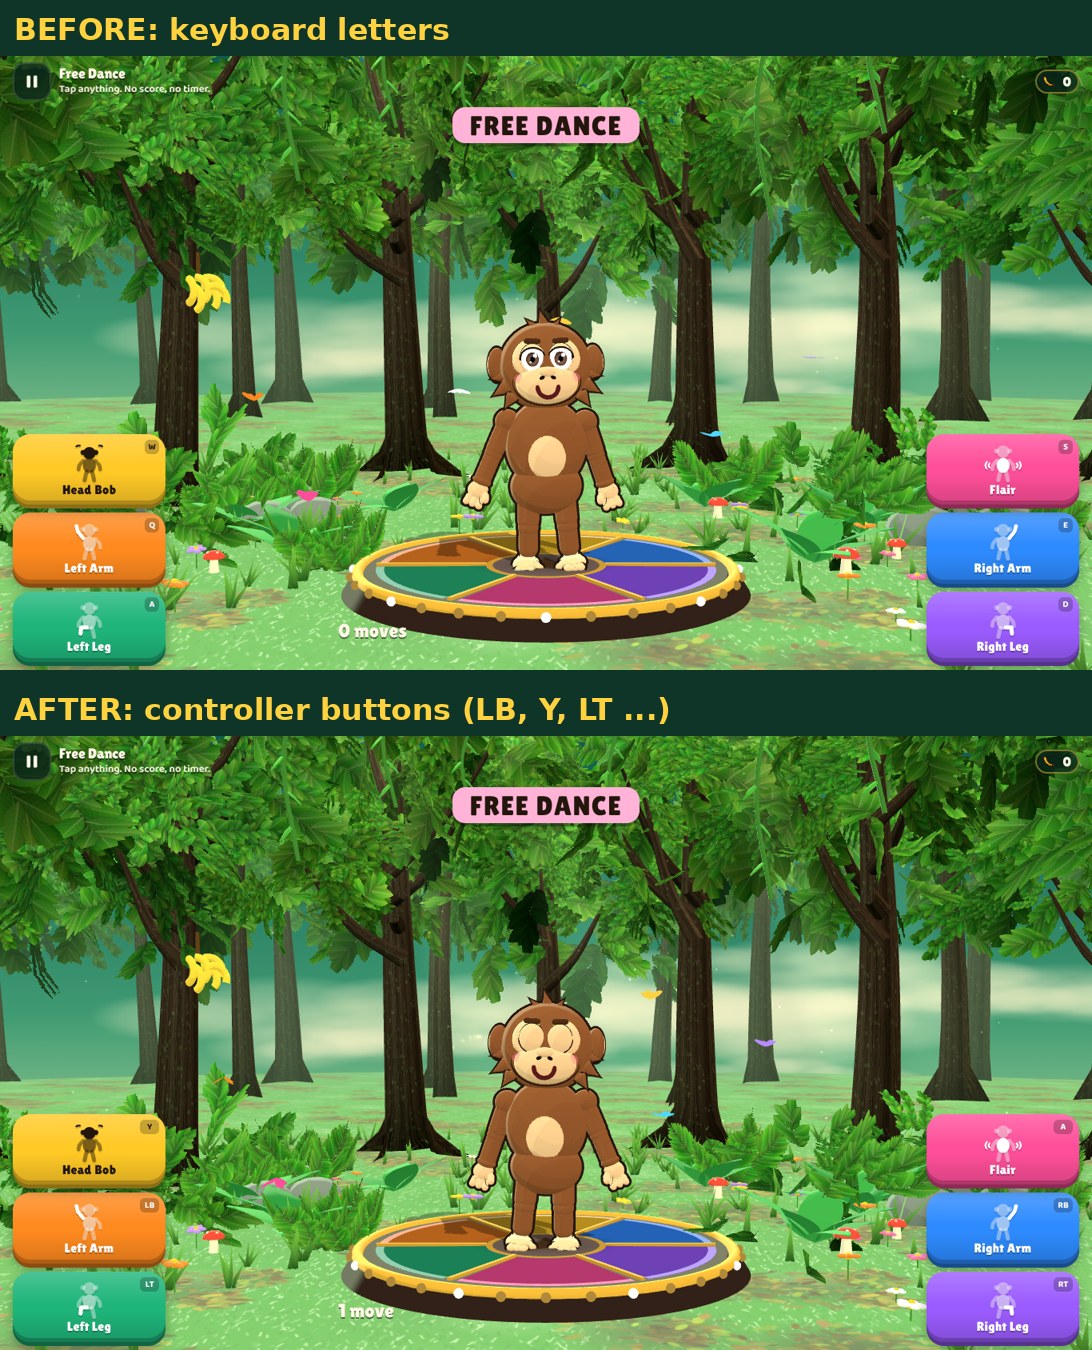 BEFORE: keyboard letters
Free Dance
Tap anything. No score, no timer.
0
FREE DANCE
W
Head Bob
Q
Left Arm
A
Left Leg
S
Flair
E
Right Arm
D
Right Leg
0 moves
AFTER: controller buttons (LB, Y, LT ...)
Free Dance
Tap anything. No score, no timer.
0
FREE DANCE
Y
Head Bob
LB
Left Arm
LT
Left Leg
A
Flair
RB
Right Arm
RT
Right Leg
1 move